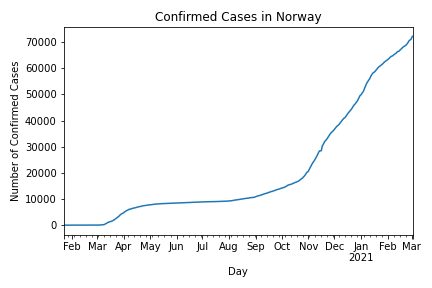 Confirmed Cases in Norway
Number of Confirmed Cases
70000
60000
50000
40000
30000
20000
10000
0
Feb Mar Apr May Jun Jul Aug Sep Oct Nov Dec Jan Feb Mar
2021
Day